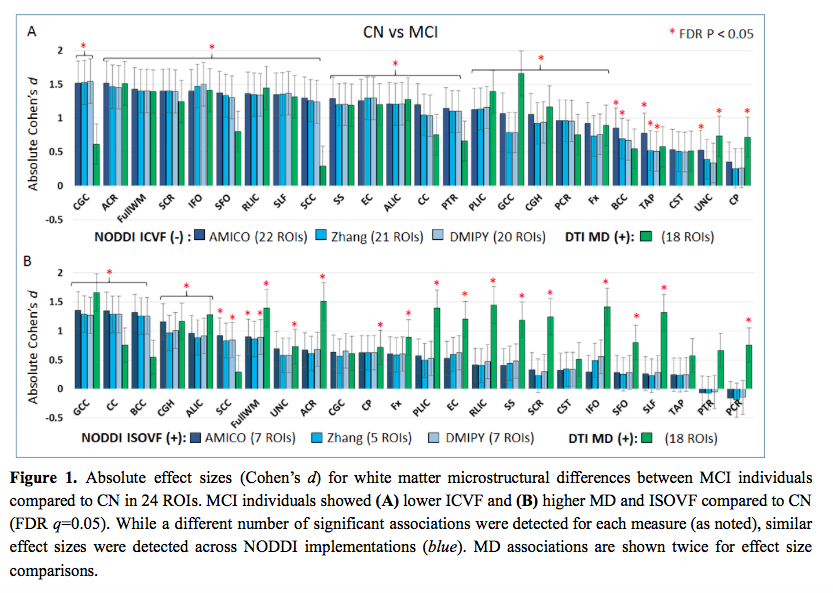 A
CN vs MCI
* FDR P < 0.05
Absolute Cohen's d
2
1.5
1
0.5
0
-0.5
CGC ACR FullWM SCR IFO SFO RLIC SLF SCC SS EC ALIC CC PTR PLIC GCC CGH PCR Fx BCC TAP CST UNC CP
NODDI ICVF (-) : AMICO (22 ROIs) Zhang (21 ROIs) DMIPY (20 ROIs) DTI MD (+): (18 ROIs)
B
Absolute Cohen's d
2
1.5
1
0.5
0
-0.5
GCC CC BCC CGH ALIC SCC FullWM UNC ACR CGC CP Fx PLIC EC RLIC SS SCR CST IFO SFO SLF TAP PTR PCR
NODDI ISOVF (+): AMICO (7 ROIs) Zhang (5 ROIs) DMIPY (7 ROIs) DTI MD (+): (18 ROIs)
Figure 1. Absolute effect sizes (Cohen's d) for white matter microstructural differences between MCI individuals
compared to CN in 24 ROIs. MCI individuals showed (A) lower ICVF and (B) higher MD and ISOVF compared to CN
(FDR q=0.05). While a different number of significant associations were detected for each measure (as noted), similar
effect sizes were detected across NODDI implementations (blue). MD associations are shown twice for effect size
comparisons.